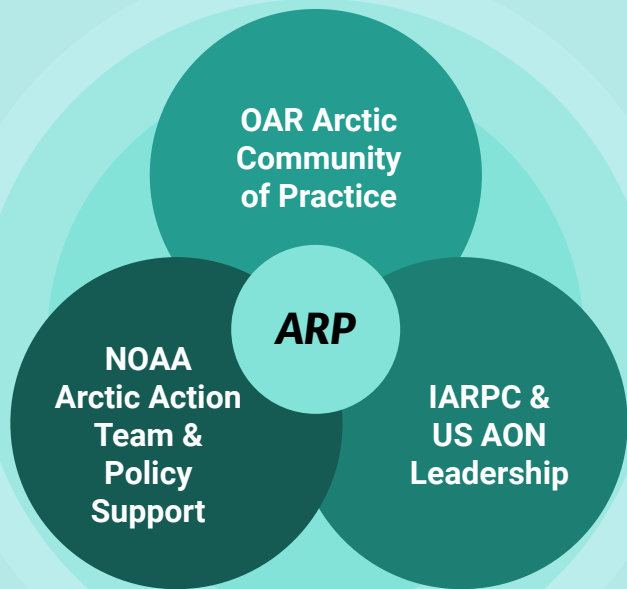 OAR Arctic
Community
of Practice
ARP
NOAA
Arctic Action
Team &
Policy
Support
IARPC &
US AON
Leadership